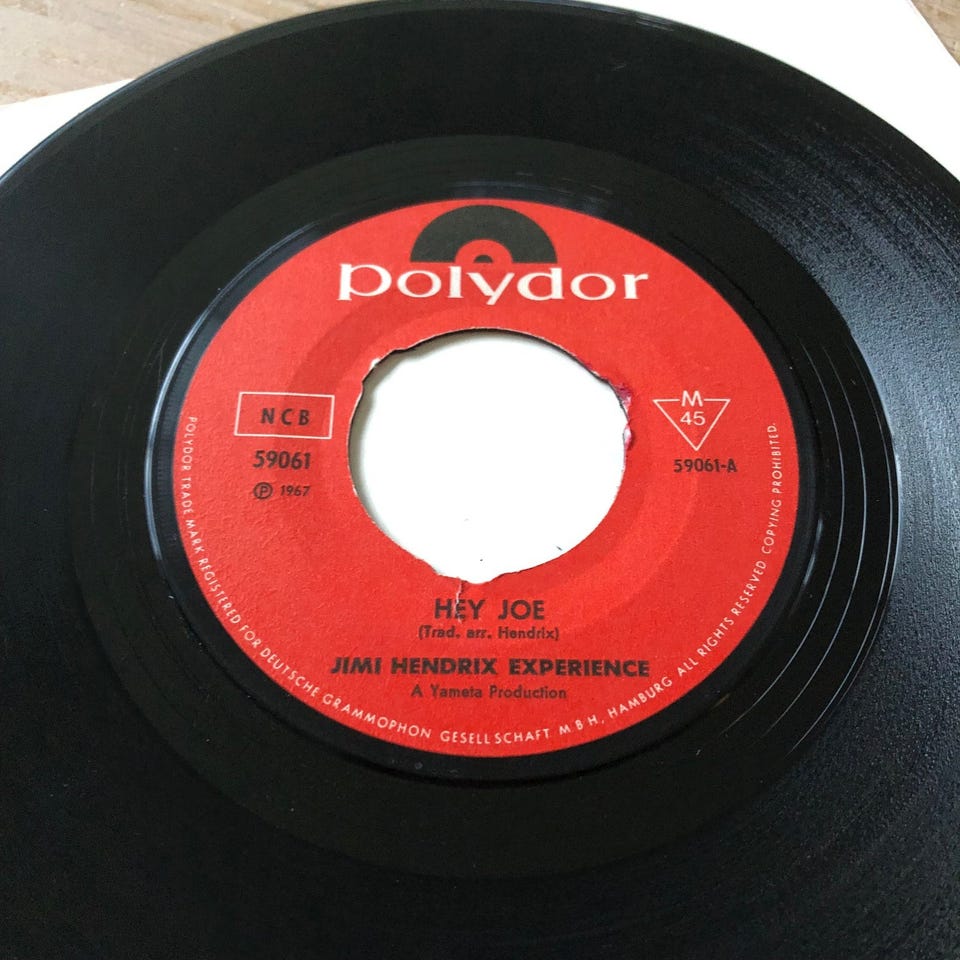 polydor
NCB
59061
Ⓟ 1967
M
45
59061-A
HEY JOE
(Trad. arr. Hendrix)
JIMI HENDRIX EXPERIENCE
A Yameta Production
POLYDOR TRADE MARK REGISTERED FOR DEUTSCHE GRAMMOPHON GESELLSCHAFT M B H, HAMBURG ALL RIGHTS RESERVED COPYING PROHIBITED.